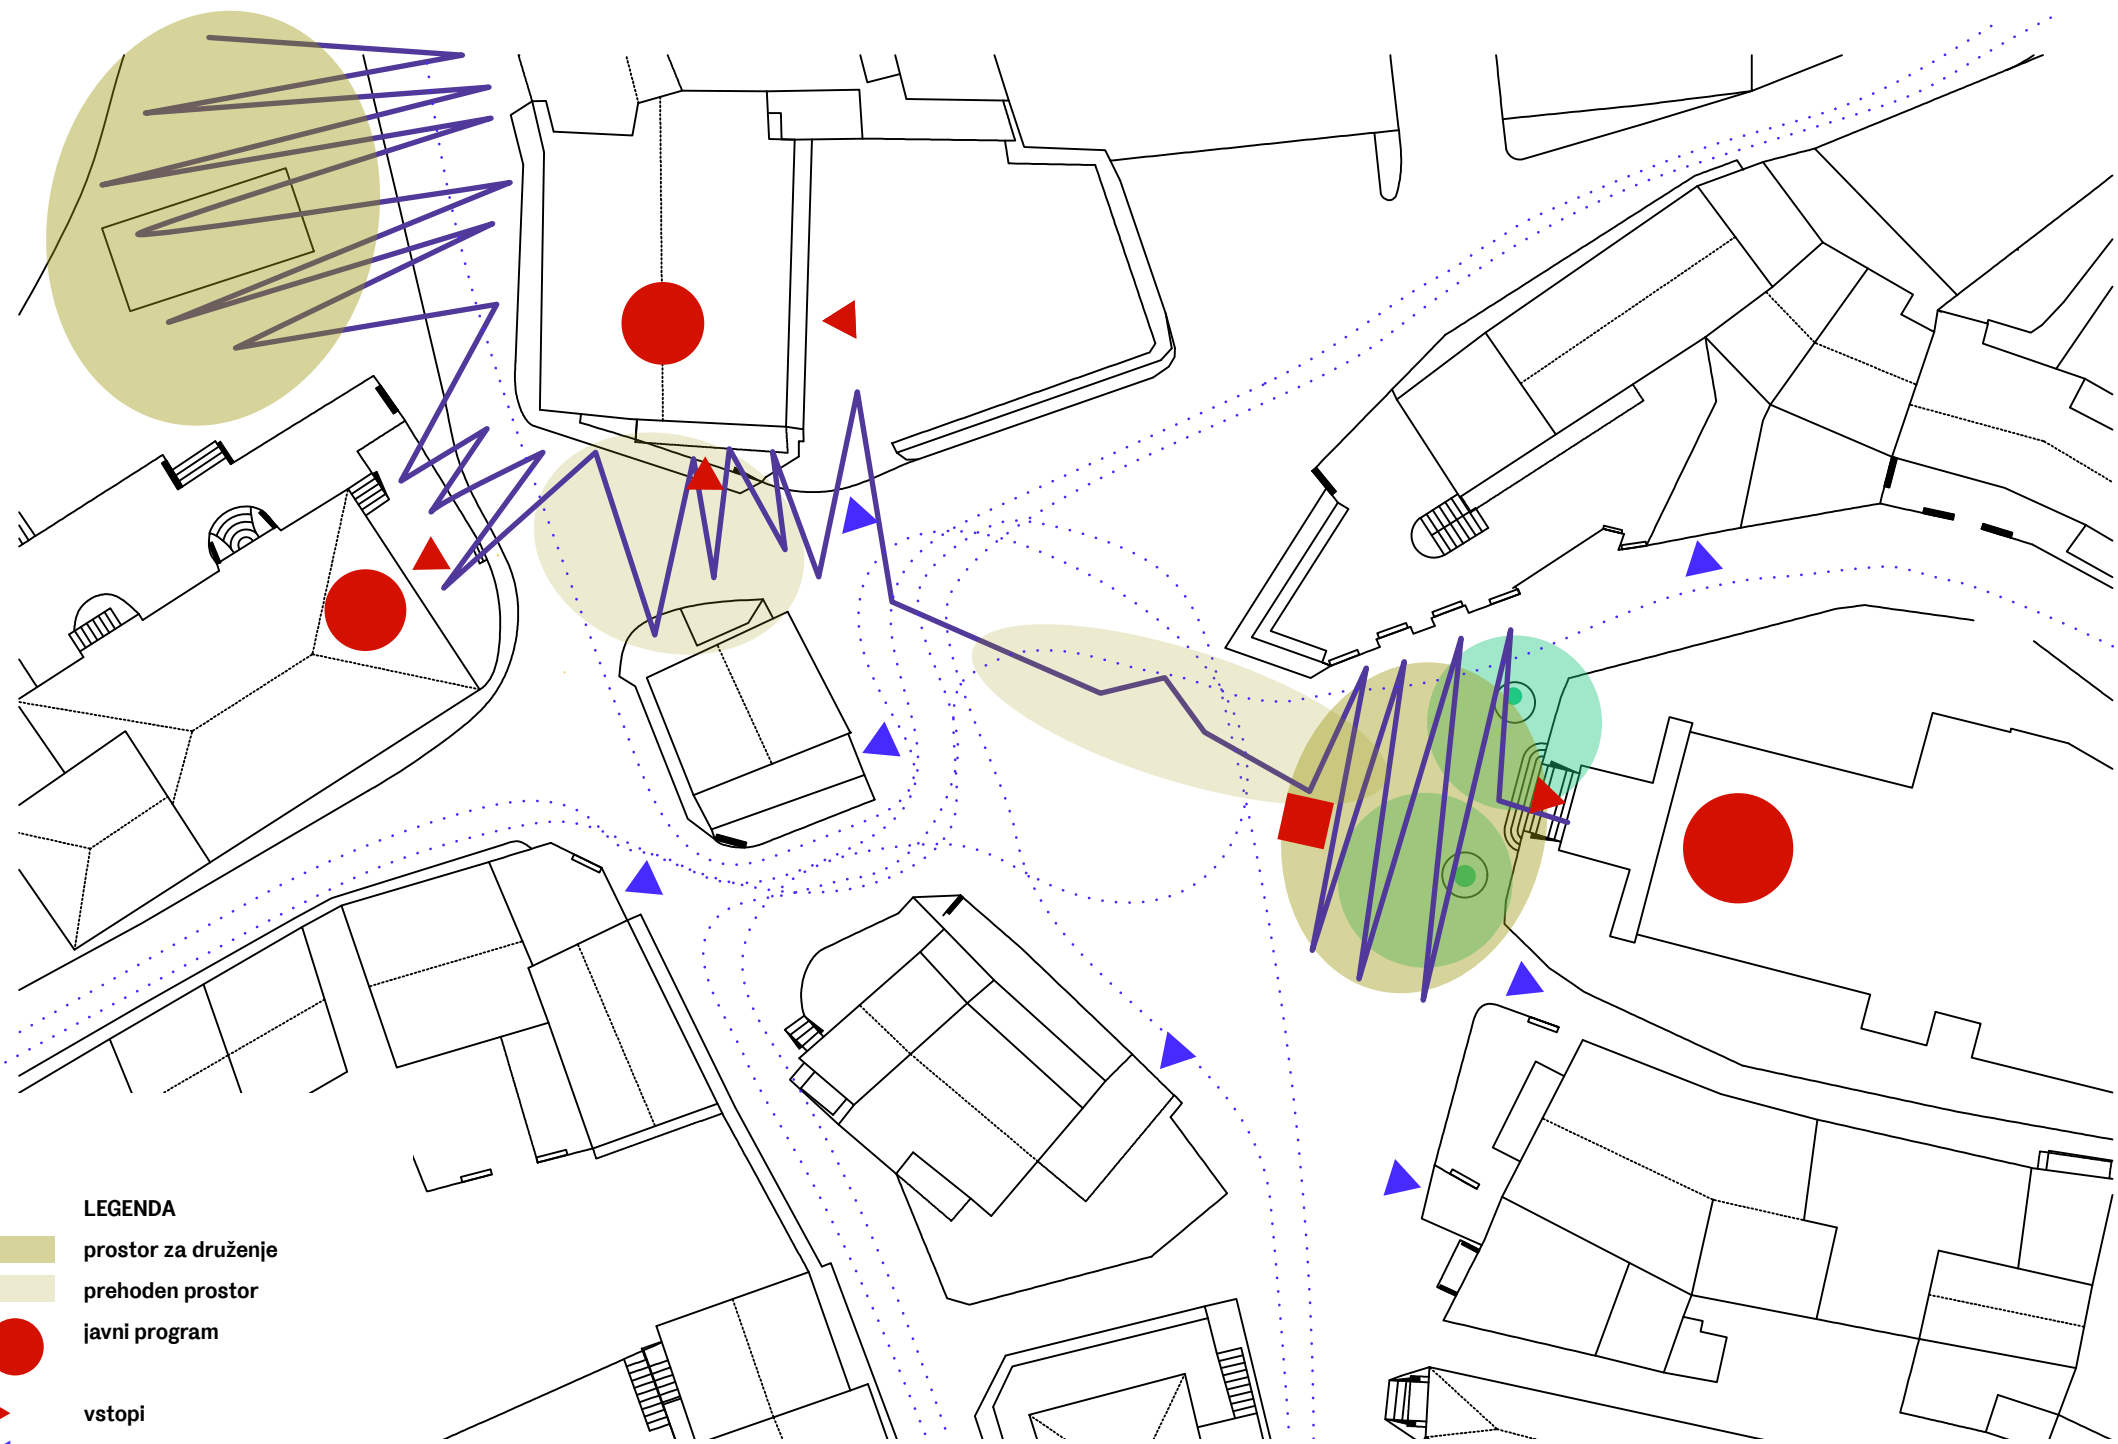 LEGENDA
prostor za druženje
prehoden prostor
javni program
vstopi